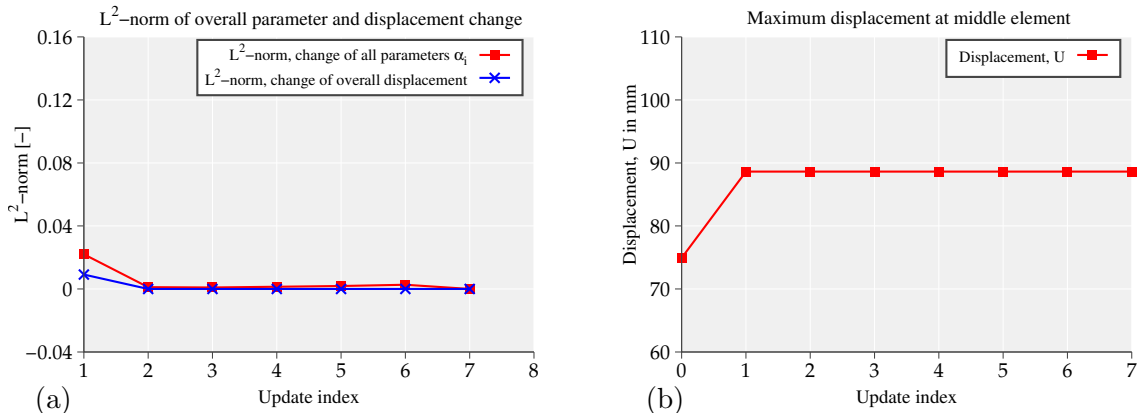 L²−norm of overall parameter and displacement change
0.16
0.12
0.08
0.04
0
−0.04
L²−norm [−]
L²−norm, change of all parameters αᵢ
L²−norm, change of overall displacement
1 2 3 4 5 6 7 8
Update index
(a)
Maximum displacement at middle element
110
100
90
80
70
60
Displacement, U in mm
Displacement, U
0 1 2 3 4 5 6 7
Update index
(b)